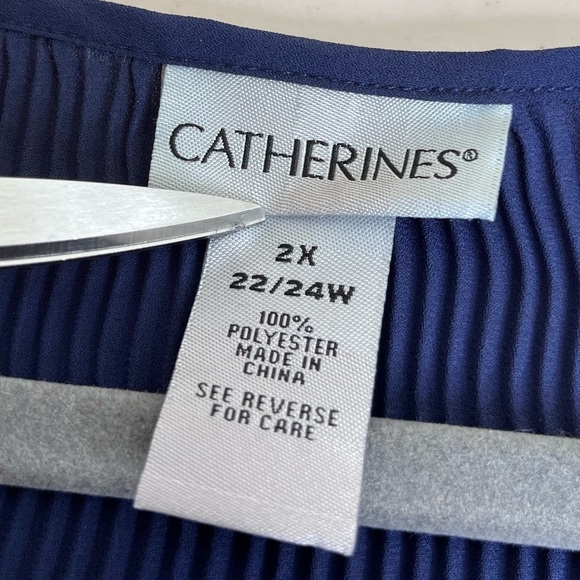 CATHERINES®
2X
22/24W
100%
POLYESTER
MADE IN
CHINA
SEE REVERSE
FOR CARE